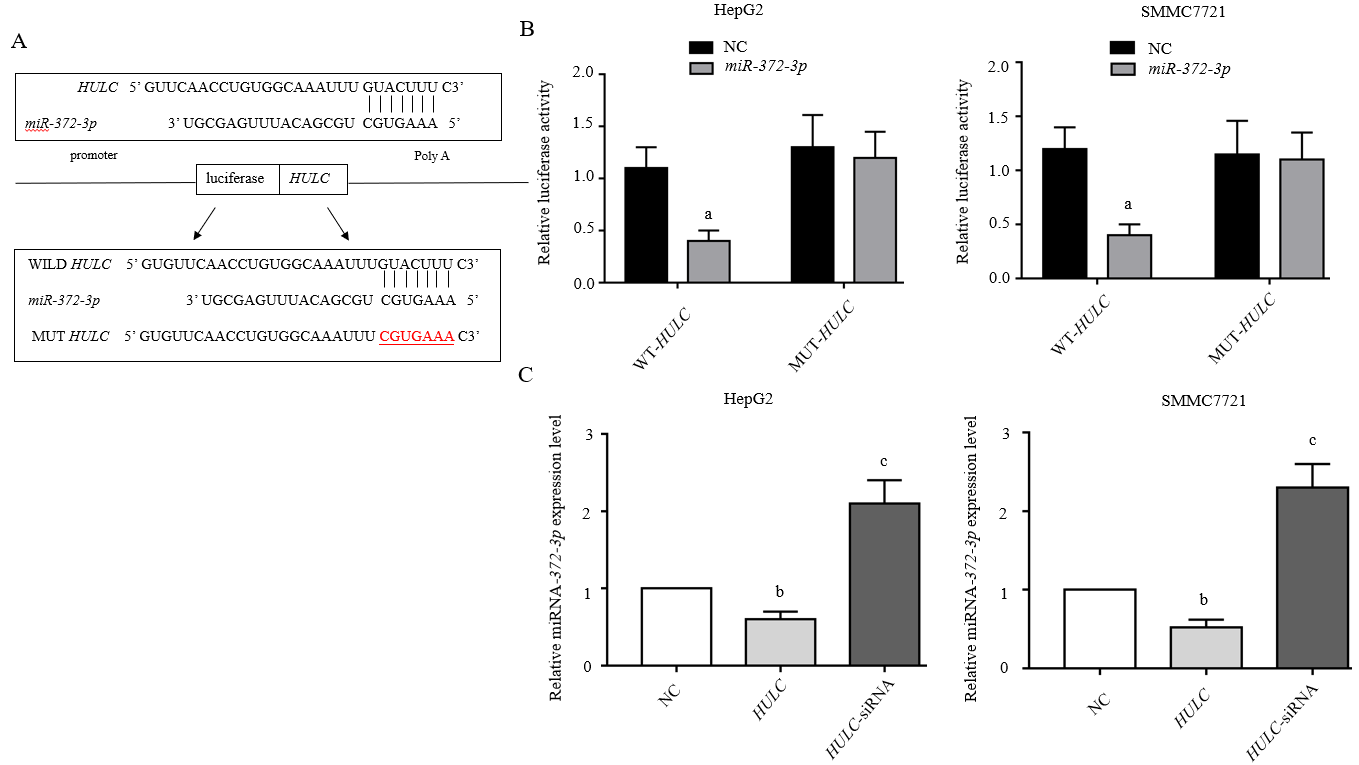 A
HULC 5' GUUCAACCUGUGGCAAAUUU GUACUUU C3'
miR-372-3p 3' UGCGAGUUUACAGCGU CGUGAAA 5'
promoter Poly A
luciferase HULC
WILD HULC 5' GUGUUCAACCUGUGGCAAAUUUGUACUUU C3'
miR-372-3p 3' UGCGAGUUUACAGCGU CGUGAAA 5'
MUT HULC 5' GUGUUCAACCUGUGGCAAAUUU CGUGAAA C3'
B
HepG2
NC
miR-372-3p
Relative luciferase activity
2.0
1.5
1.0
0.5
0.0
a
WT-HULC
MUT-HULC
SMMC7721
NC
miR-372-3p
Relative luciferase activity
2.0
1.5
1.0
0.5
0.0
a
WT-HULC
MUT-HULC
C
HepG2
Relative miRNA-372-3p expression level
3
2
1
0
b
c
NC
HULC
HULC-siRNA
SMMC7721
Relative miRNA-372-3p expression level
3
2
1
0
b
c
NC
HULC
HULC-siRNA